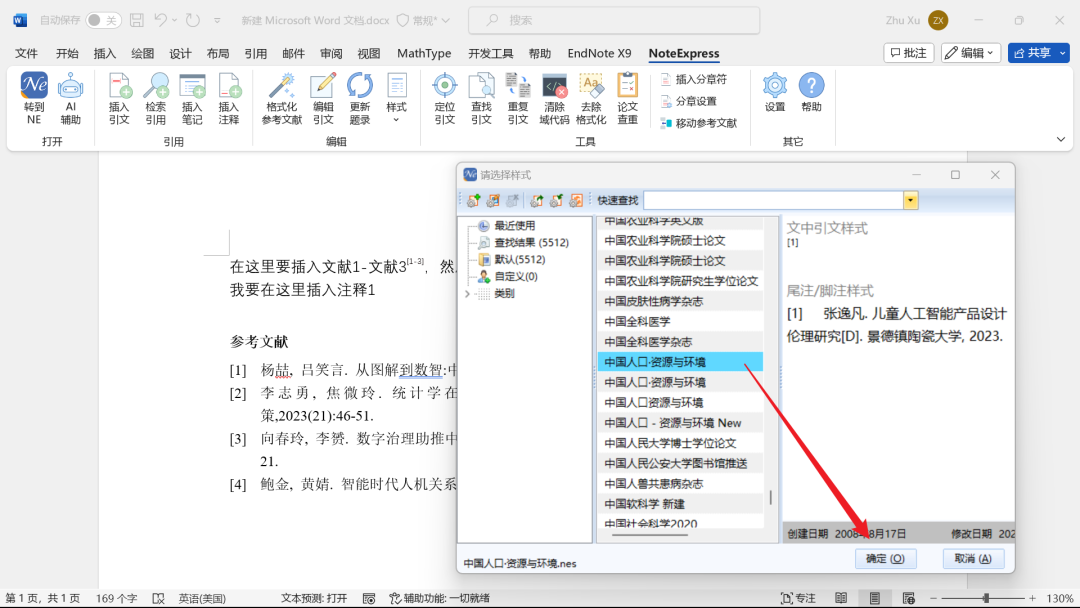 自动保存 关 新建 Microsoft Word 文档.docx 常规* 搜索 Zhu Xu ZX
文件 开始 插入 绘图 设计 布局 引用 邮件 审阅 视图 MathType 开发工具 帮助 EndNote X9 NoteExpress 批注 编辑 共享
转到 NE
AI 辅助
插入 引文
检索 引用
插入 笔记
插入 注释
格式化 参考文献
编辑 引文
更新 题录
样式
定位 引文
查找 引文
重复 引文
清除 域代码
去除 格式化
论文 查重
插入分章符
分章设置
移动参考文献
设置
帮助
打开 引用 编辑 工具 其它
在这里要插入文献1-文献3[1-3]，然
我要在这里插入注释1
参考文献
[1] 杨喆, 吕笑言. 从图解到数智:中
[2] 李志勇, 焦微玲. 统计学在
策,2023(21):46-51.
[3] 向春玲, 李赟. 数字治理助推中
21.
[4] 鲍金, 黄婧. 智能时代人机关系
请选择样式
快速查找
最近使用
查找结果 (5512)
默认(5512)
自定义(0)
类别
中国农业科学英文版
中国农业科学院硕士论文
中国农业科学院硕士论文
中国农业科学院研究生学位论文
中国皮肤性病学杂志
中国全科医学
中国全科医学杂志
中国人口·资源与环境
中国人口·资源与环境
中国人口资源与环境
中国人口 - 资源与环境 New
中国人民大学博士学位论文
中国人民公安大学图书馆推送
中国人兽共患病杂志
中国软科学 新建
中国社会科学2020
文中引文样式
[1]
尾注/脚注样式
[1] 张逸凡. 儿童人工智能产品设计
伦理研究[D]. 景德镇陶瓷大学, 2023.
创建日期 2008年8月17日 修改日期 202
中国人口·资源与环境.nes 确定 (O) 取消 (A)
第 1 页，共 1 页 169 个字 英语(美国) 文本预测: 打开 辅助功能: 一切就绪 专注 130%